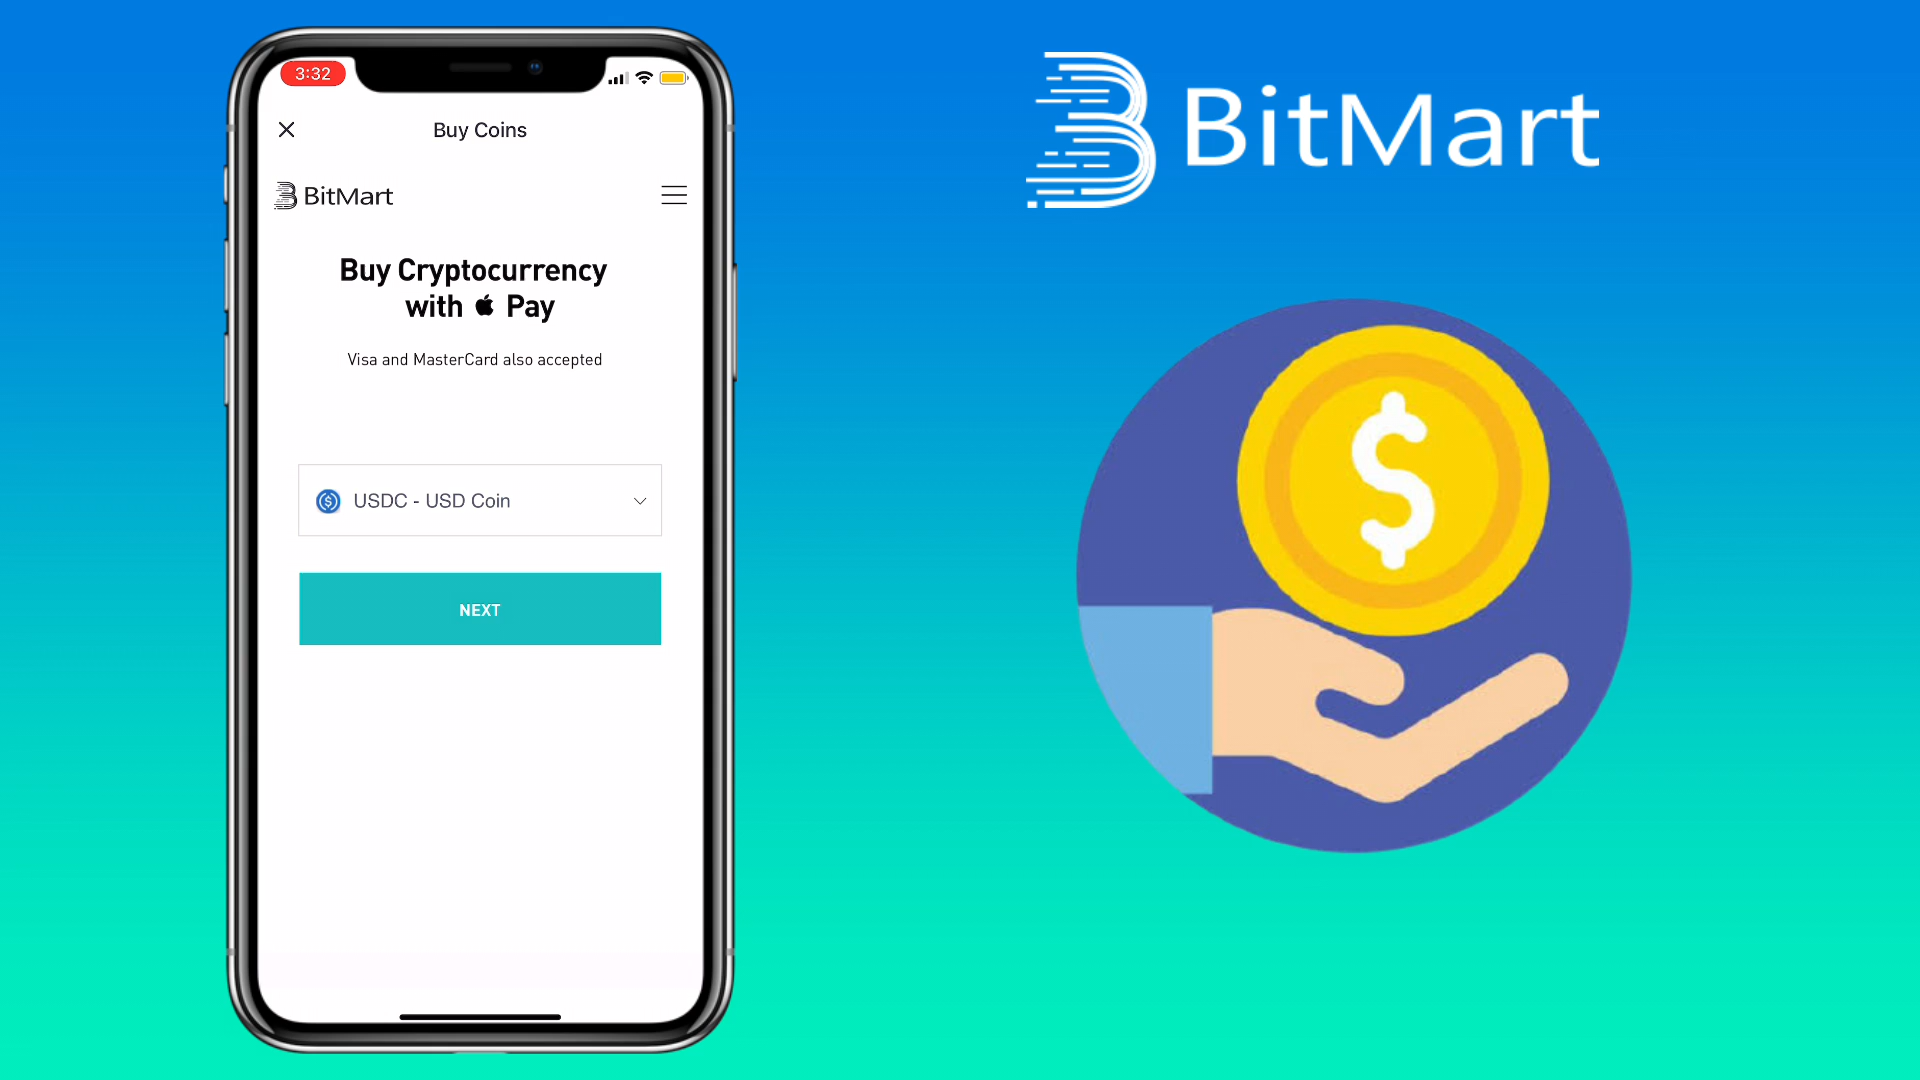 3:32
Buy Coins
BitMart
Buy Cryptocurrency
with  Pay
Visa and MasterCard also accepted
USDC - USD Coin
NEXT
BitMart
$